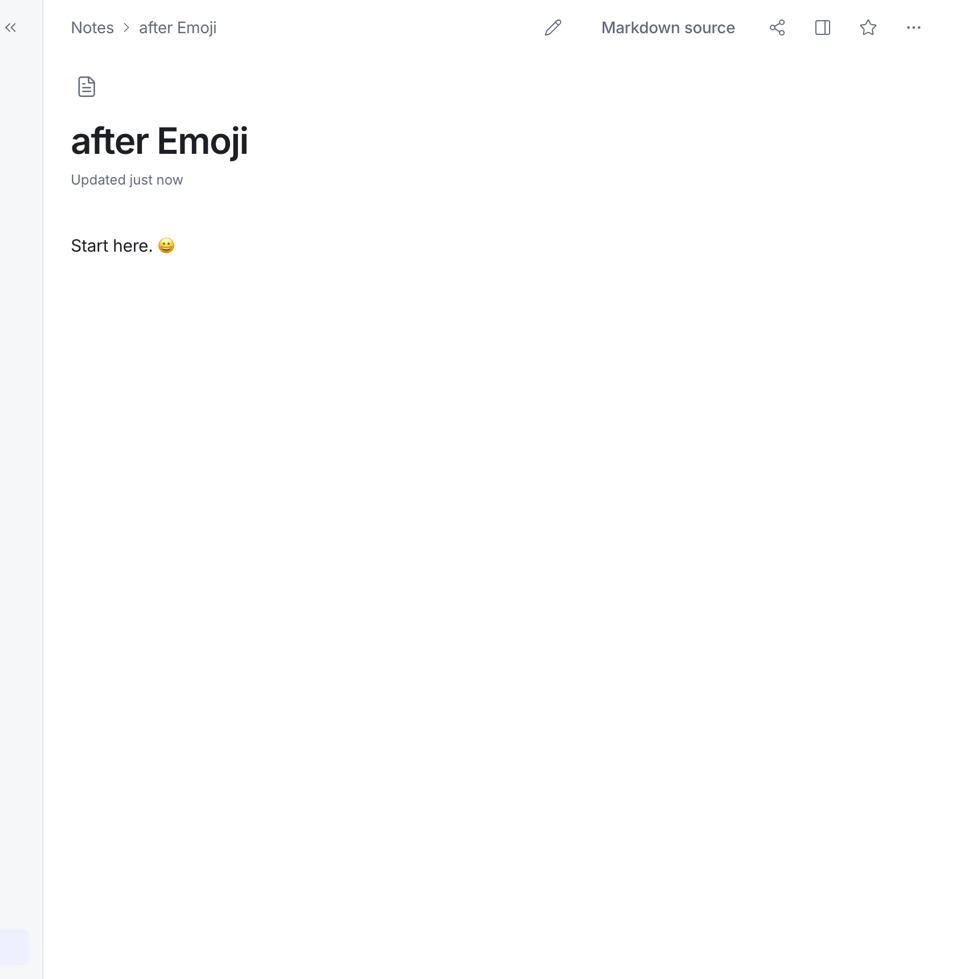 Notes > after Emoji
Markdown source
after Emoji
Updated just now
Start here. 😀